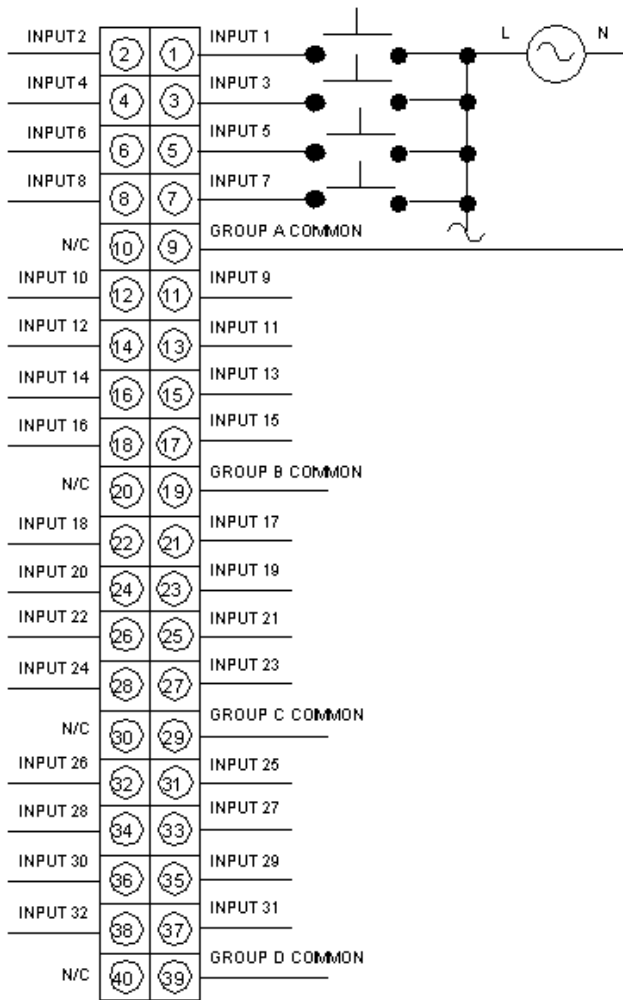 INPUT 2 2 1 INPUT 1 L N
INPUT 4 4 3 INPUT 3
INPUT 6 6 5 INPUT 5
INPUT 8 8 7 INPUT 7
N/C 10 9 GROUP A COMMON
INPUT 10 12 11 INPUT 9
INPUT 12 14 13 INPUT 11
INPUT 14 16 15 INPUT 13
INPUT 16 18 17 INPUT 15
N/C 20 19 GROUP B COMMON
INPUT 18 22 21 INPUT 17
INPUT 20 24 23 INPUT 19
INPUT 22 26 25 INPUT 21
INPUT 24 28 27 INPUT 23
N/C 30 29 GROUP C COMMON
INPUT 26 32 31 INPUT 25
INPUT 28 34 33 INPUT 27
INPUT 30 36 35 INPUT 29
INPUT 32 38 37 INPUT 31
N/C 40 39 GROUP D COMMON